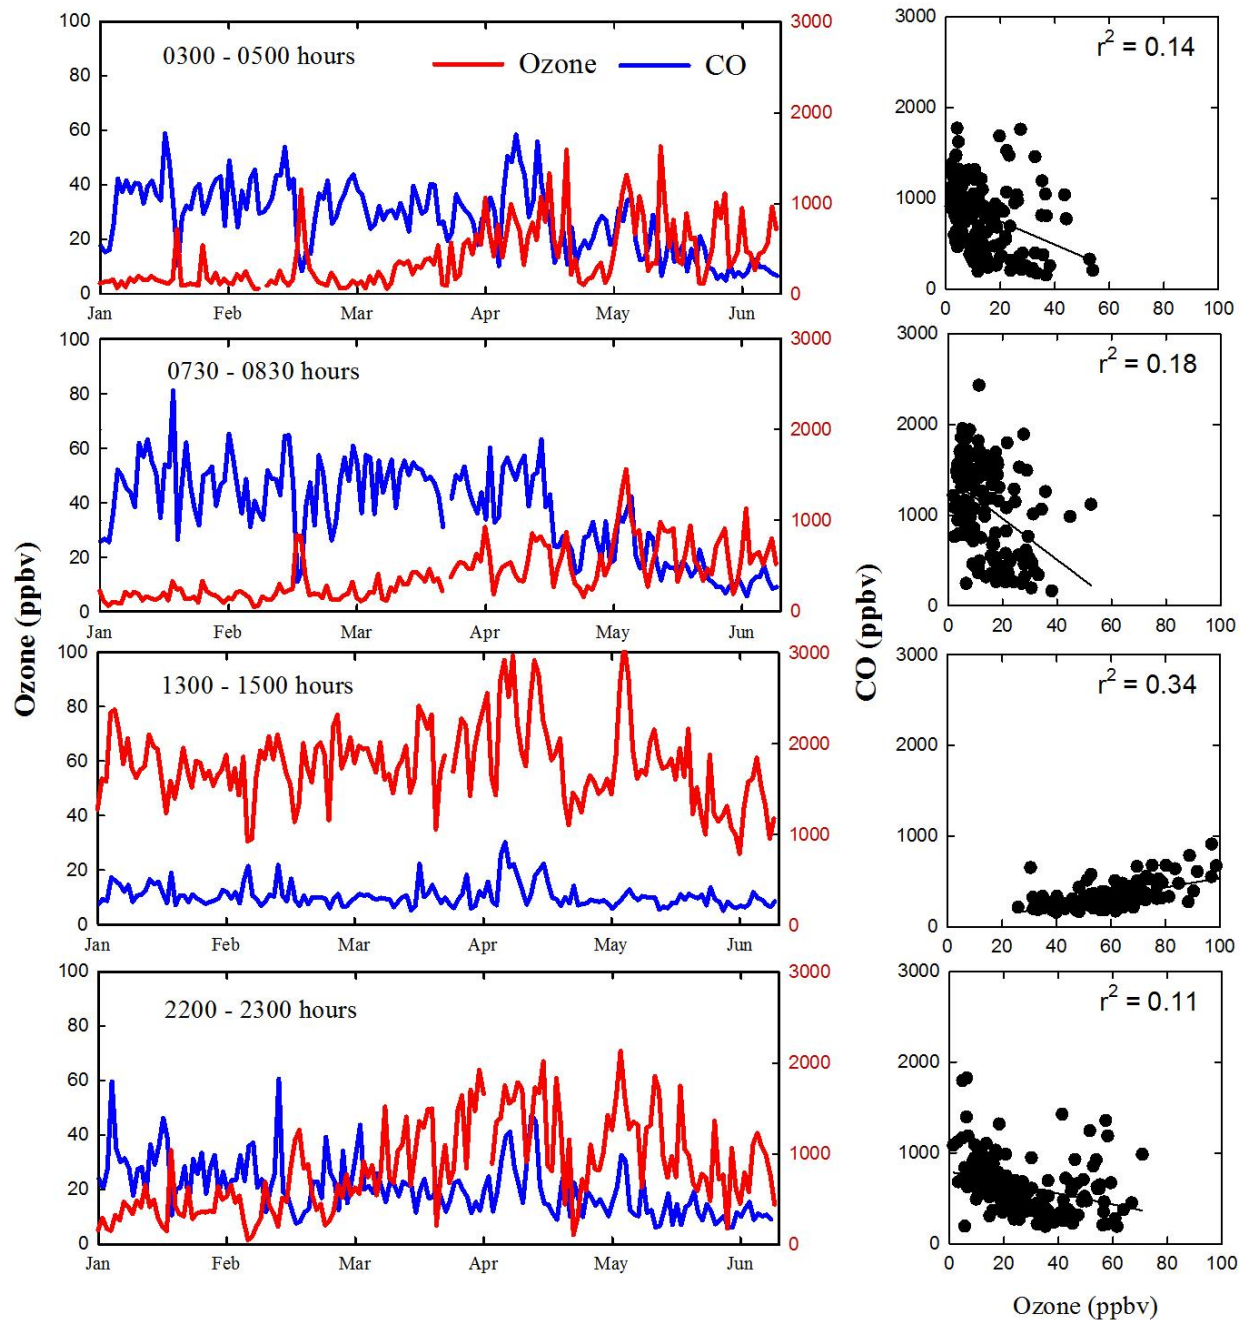 100
80
60
40
20
0
0300 - 0500 hours
Ozone
CO
3000
2000
1000
0
Jan
Feb
Mar
Apr
May
Jun
3000
2000
1000
0
r² = 0.14
0
20
40
60
80
100
100
80
60
40
20
0
0730 - 0830 hours
3000
2000
1000
0
Jan
Feb
Mar
Apr
May
Jun
3000
2000
1000
0
r² = 0.18
0
20
40
60
80
100
Ozone (ppbv)
CO (ppbv)
100
80
60
40
20
0
1300 - 1500 hours
3000
2000
1000
0
Jan
Feb
Mar
Apr
May
Jun
3000
2000
1000
0
r² = 0.34
0
20
40
60
80
100
100
80
60
40
20
0
2200 - 2300 hours
3000
2000
1000
0
Jan
Feb
Mar
Apr
May
Jun
3000
2000
1000
0
r² = 0.11
0
20
40
60
80
100
Ozone (ppbv)